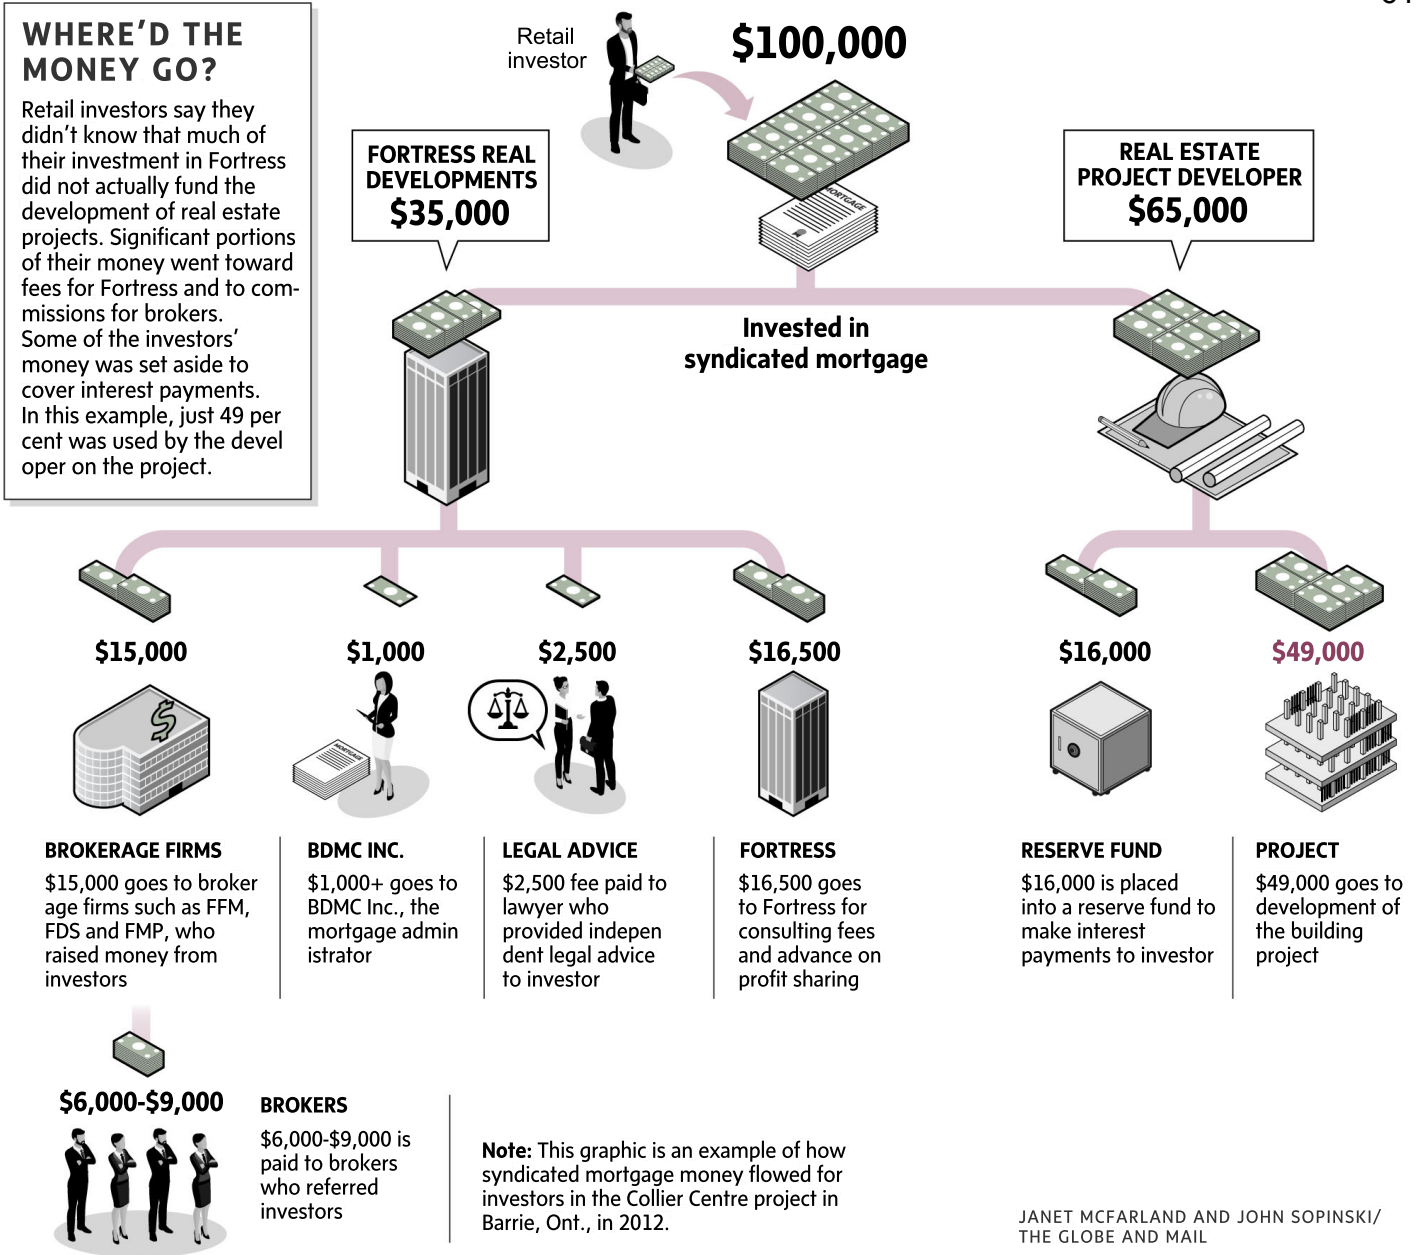 WHERE'D THE
MONEY GO?
Retail investors say they
didn't know that much of
their investment in Fortress
did not actually fund the
development of real estate
projects. Significant portions
of their money went toward
fees for Fortress and to com-
missions for brokers.
Some of the investors'
money was set aside to
cover interest payments.
In this example, just 49 per
cent was used by the devel
oper on the project.
Retail
investor
$100,000
MORTGAGE
FORTRESS REAL
DEVELOPMENTS
$35,000
REAL ESTATE
PROJECT DEVELOPER
$65,000
Invested in
syndicated mortgage
$15,000
$1,000
$2,500
$16,500
$16,000
$49,000
$
MORTGAGE
BROKERAGE FIRMS
$15,000 goes to broker
age firms such as FFM,
FDS and FMP, who
raised money from
investors
BDMC INC.
$1,000+ goes to
BDMC Inc., the
mortgage admin
istrator
LEGAL ADVICE
$2,500 fee paid to
lawyer who
provided indepen
dent legal advice
to investor
FORTRESS
$16,500 goes
to Fortress for
consulting fees
and advance on
profit sharing
RESERVE FUND
$16,000 is placed
into a reserve fund to
make interest
payments to investor
PROJECT
$49,000 goes to
development of
the building
project
$6,000-$9,000
BROKERS
$6,000-$9,000 is
paid to brokers
who referred
investors
Note: This graphic is an example of how
syndicated mortgage money flowed for
investors in the Collier Centre project in
Barrie, Ont., in 2012.
JANET MCFARLAND AND JOHN SOPINSKI/
THE GLOBE AND MAIL